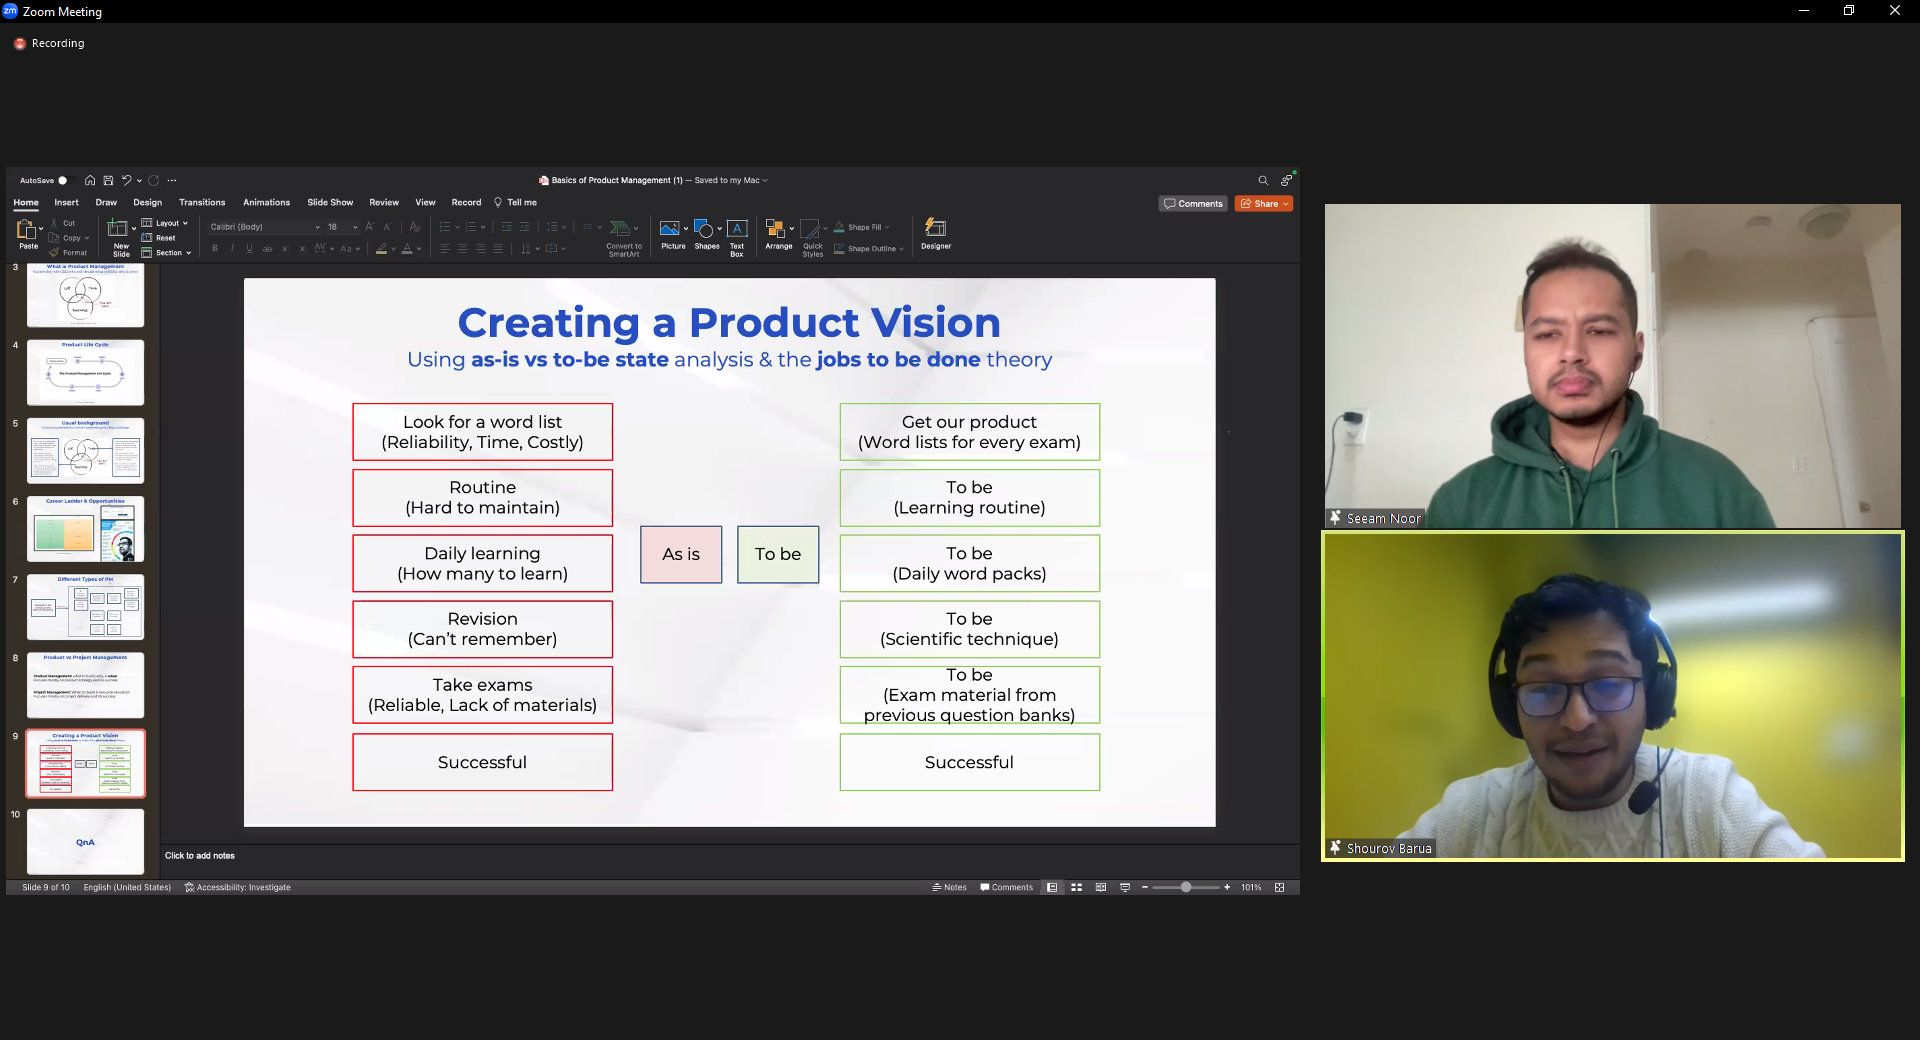 zm Zoom Meeting
Recording
AutoSave
Basics of Product Management (1) — Saved to my Mac
Home Insert Draw Design Transitions Animations Slide Show Review View Record Tell me
Comments Share
Paste
Cut
Copy
Format
New
Slide
Layout
Reset
Section
Calibri (Body) 18
Convert to
SmartArt
Picture
Shapes
Text
Box
Arrange
Quick
Styles
Shape Fill
Shape Outline
Designer
3
What is Product Management
4
Product Life Cycle
5
Usual background
6
Career Ladder & Opportunities
7
Different Types of PM
8
Product vs Project Management
9
Creating a Product Vision
10
QnA
Creating a Product Vision
Using as-is vs to-be state analysis & the jobs to be done theory
Look for a word list
(Reliability, Time, Costly)
Routine
(Hard to maintain)
Daily learning
(How many to learn)
Revision
(Can't remember)
Take exams
(Reliable, Lack of materials)
Successful
As is
To be
Get our product
(Word lists for every exam)
To be
(Learning routine)
To be
(Daily word packs)
To be
(Scientific technique)
To be
(Exam material from
previous question banks)
Successful
Click to add notes
Slide 9 of 10 English (United States) Accessibility: Investigate
Notes Comments 101%
Seeam Noor
Shourov Barua